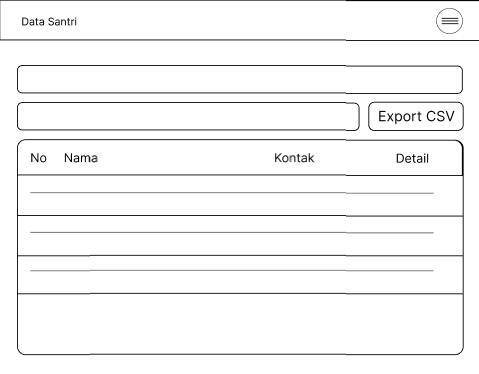 Data Santri
Export CSV
No Nama Kontak Detail